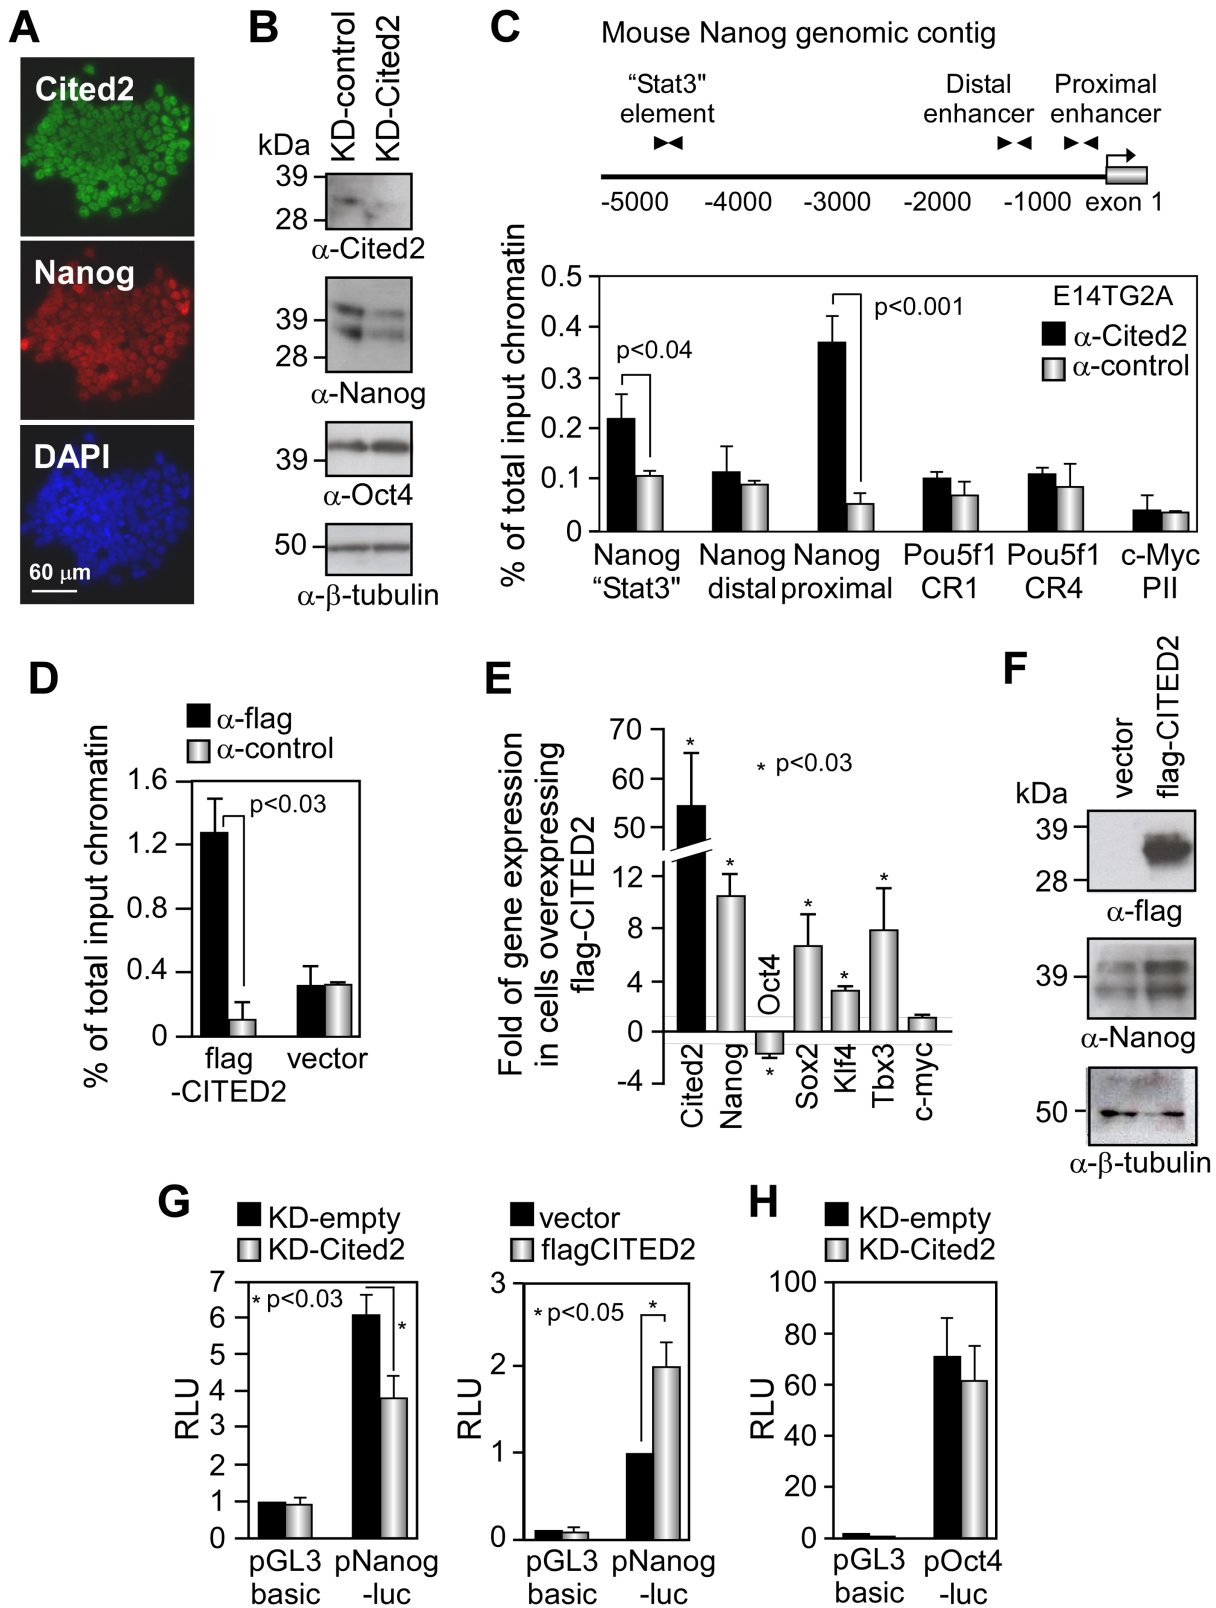 A
Cited2
Nanog
DAPI
60 μm
B
KD-control
KD-Cited2
kDa
39
28
α-Cited2
39
28
α-Nanog
39
α-Oct4
50
α-β-tubulin
C
Mouse Nanog genomic contig
“Stat3"
element
Distal
enhancer
Proximal
enhancer
-5000 -4000 -3000 -2000 -1000 exon 1
% of total input chromatin
0.5
0.4
0.3
0.2
0.1
0
p<0.04
p<0.001
E14TG2A
α-Cited2
α-control
Nanog
“Stat3"
Nanog
distal
Nanog
proximal
Pou5f1
CR1
Pou5f1
CR4
c-Myc
PII
D
α-flag
α-control
% of total input chromatin
1.6
1.2
0.8
0.4
0
p<0.03
flag
-CITED2
vector
E
Fold of gene expression
in cells overexpressing
flag-CITED2
70
60
50
12
8
4
0
-4
* p<0.03
*
*
*
*
*
*
Cited2
Nanog
Oct4
Sox2
Klf4
Tbx3
c-myc
F
vector
flag-CITED2
kDa
39
28
α-flag
39
α-Nanog
50
α-β-tubulin
G
KD-empty
KD-Cited2
RLU
7
6
5
4
3
2
1
0
* p<0.03
*
pGL3
basic
pNanog
-luc
vector
flagCITED2
RLU
3
2
1
0
* p<0.05
*
pGL3
basic
pNanog
-luc
H
KD-empty
KD-Cited2
RLU
100
80
60
40
20
0
pGL3
basic
pOct4
-luc